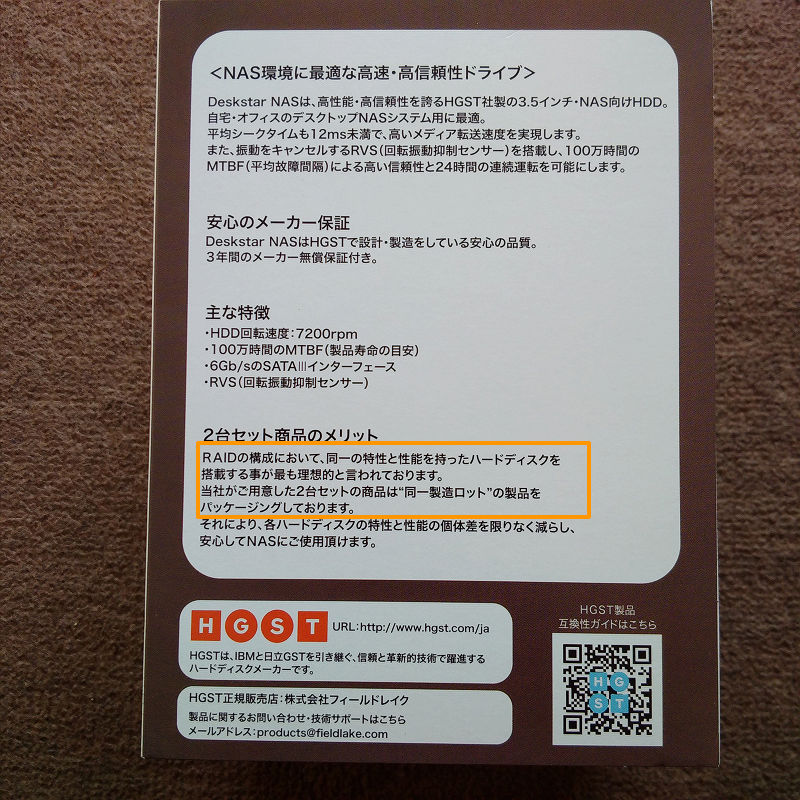 ＜NAS環境に最適な高速・高信頼性ドライブ＞
Deskstar NASは、高性能・高信頼性を誇るHGST社製の3.5インチ・NAS向けHDD。
自宅・オフィスのデスクトップNASシステム用に最適。
平均シークタイムも12ms未満で、高いメディア転送速度を実現します。
また、振動をキャンセルするRVS（回転振動抑制センサー）を搭載し、100万時間の
MTBF（平均故障間隔）による高い信頼性と24時間の連続運転を可能にします。
安心のメーカー保証
Deskstar NASはHGSTで設計・製造をしている安心の品質。
３年間のメーカー無償保証付き。
主な特徴
・HDD回転速度：7200rpm
・100万時間のMTBF（製品寿命の目安）
・6Gb/sのSATAⅢインターフェース
・RVS（回転振動抑制センサー）
２台セット商品のメリット
RAIDの構成において、同一の特性と性能を持ったハードディスクを
搭載する事が最も理想的と言われております。
当社がご用意した2台セットの商品は“同一製造ロット”の製品を
パッケージングしております。
それにより、各ハードディスクの特性と性能の個体差を限りなく減らし、
安心してNASにご使用頂けます。
HGST URL：http://www.hgst.com/ja
HGSTは、IBMと日立GSTを引き継ぐ、信頼と革新的技術で躍進する
ハードディスクメーカーです。
HGST正規販売店：株式会社フィールドレイク
製品に関するお問い合わせ・技術サポートはこちら
メールアドレス：products@fieldlake.com
HGST製品
互換性ガイドはこちら
HG
ST